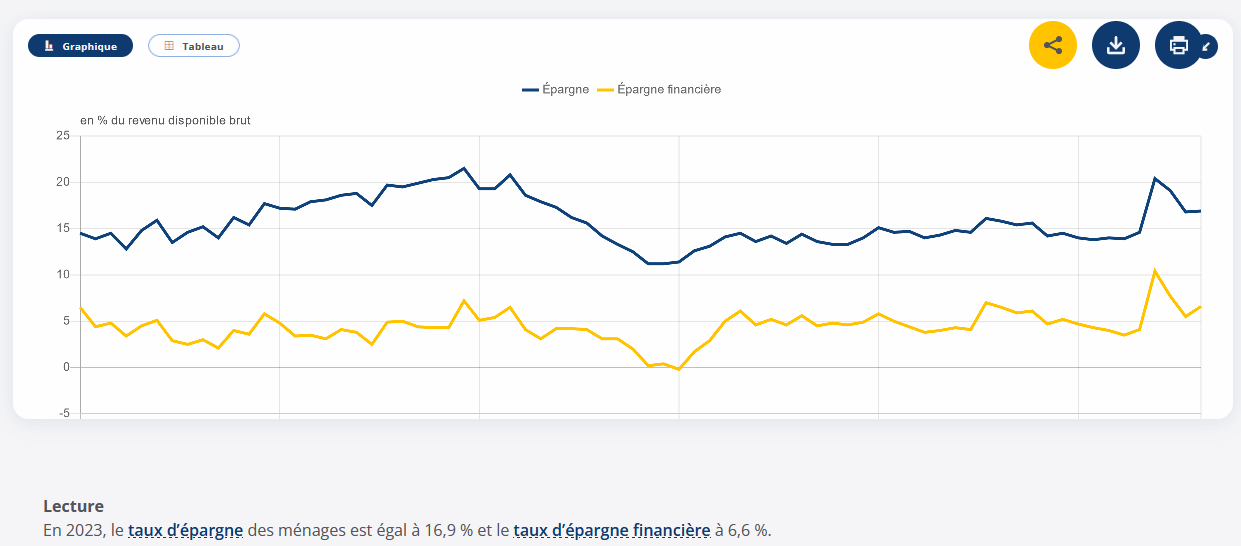 Graphique Tableau
Épargne Épargne financière
en % du revenu disponible brut
25
20
15
10
5
0
-5
Lecture
En 2023, le taux d’épargne des ménages est égal à 16,9 % et le taux d’épargne financière à 6,6 %.